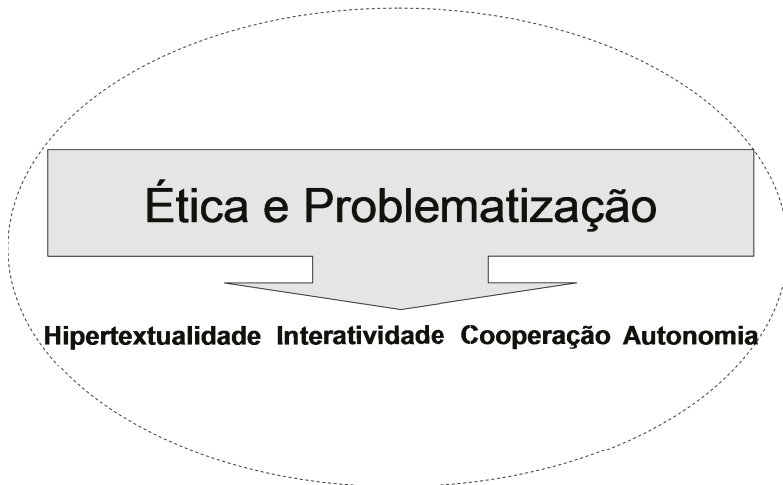 Ética e Problematização
Hipertextualidade Interatividade Cooperação Autonomia